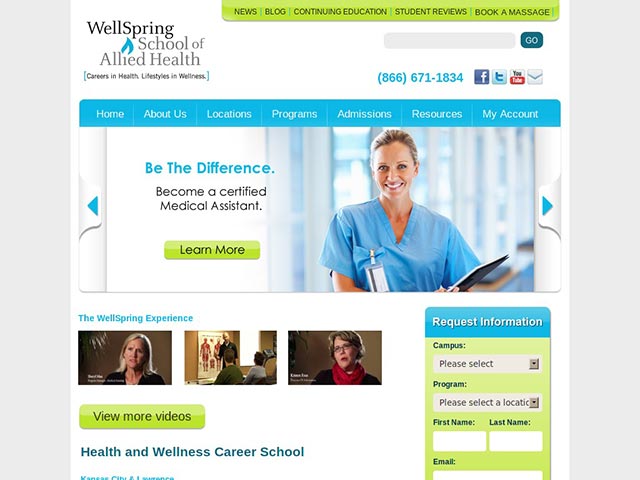 NEWS BLOG CONTINUING EDUCATION STUDENT REVIEWS BOOK A MASSAGE
WellSpring
School of
Allied Health
[Careers in Health. Lifestyles in Wellness.]
GO
(866) 671-1834
You
Tube
Home About Us Locations Programs Admissions Resources My Account
Be The Difference.
Become a certified
Medical Assistant.
Learn More
The WellSpring Experience
View more videos
Health and Wellness Career School
Kansas City & Lawrence
Request Information
Campus:
Please select
Program:
Please select a locatio
First Name: Last Name:
Email: